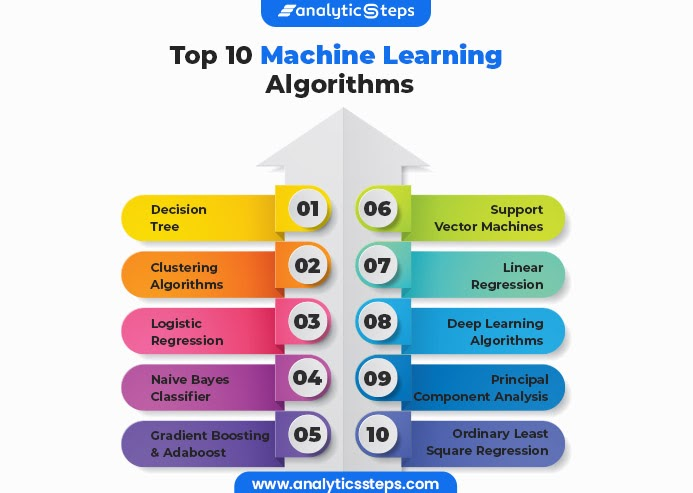 analyticSteps
Top 10 Machine Learning
Algorithms
01
Decision
Tree
02
Clustering
Algorithms
03
Logistic
Regression
04
Naive Bayes
Classifier
05
Gradient Boosting
& Adaboost
06
Support
Vector Machines
07
Linear
Regression
08
Deep Learning
Algorithms
09
Principal
Component Analysis
10
Ordinary Least
Square Regression
www.analyticssteps.com